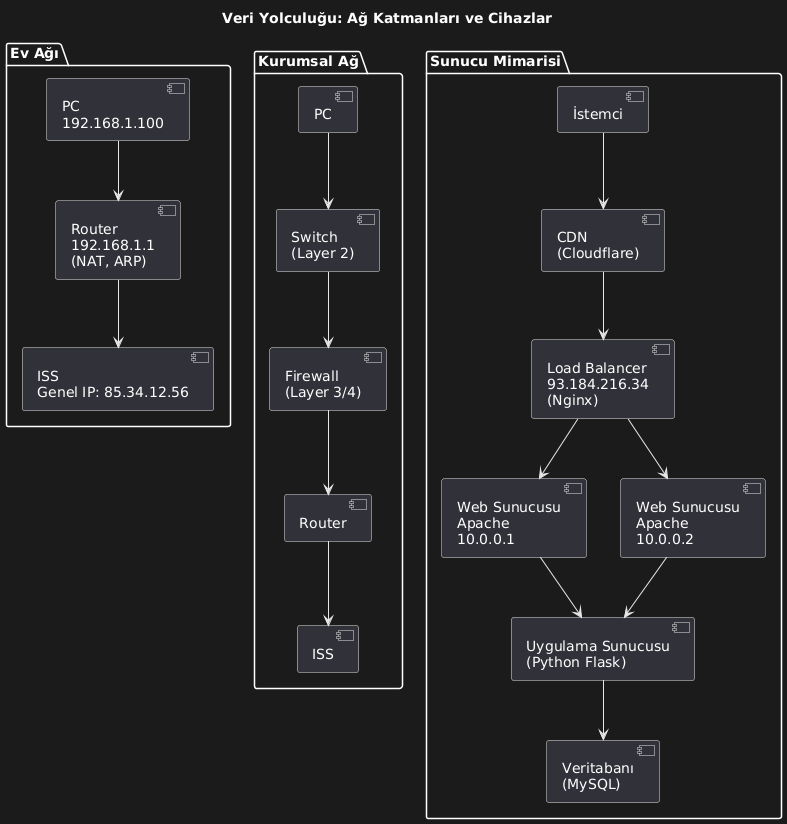 Veri Yolculuğu: Ağ Katmanları ve Cihazlar
Ev Ağı
PC
192.168.1.100
Router
192.168.1.1
(NAT, ARP)
ISS
Genel IP: 85.34.12.56
Kurumsal Ağ
PC
Switch
(Layer 2)
Firewall
(Layer 3/4)
Router
ISS
Sunucu Mimarisi
İstemci
CDN
(Cloudflare)
Load Balancer
93.184.216.34
(Nginx)
Web Sunucusu
Apache
10.0.0.1
Web Sunucusu
Apache
10.0.0.2
Uygulama Sunucusu
(Python Flask)
Veritabanı
(MySQL)